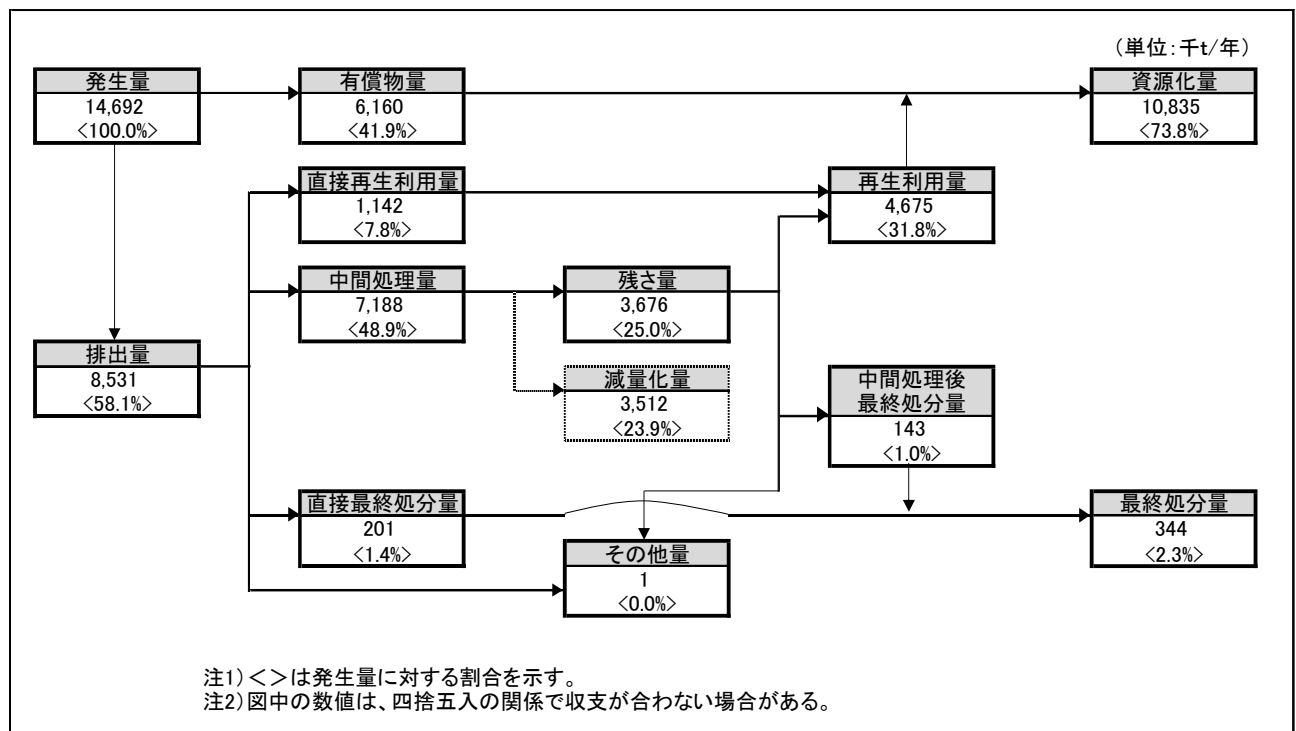 (単位:千t/年)
発生量
14,692
<100.0%>
有償物量
6,160
<41.9%>
資源化量
10,835
<73.8%>
直接再生利用量
1,142
<7.8%>
再生利用量
4,675
<31.8%>
中間処理量
7,188
<48.9%>
残さ量
3,676
<25.0%>
排出量
8,531
<58.1%>
減量化量
3,512
<23.9%>
中間処理後
最終処分量
143
<1.0%>
直接最終処分量
201
<1.4%>
最終処分量
344
<2.3%>
その他量
1
<0.0%>
注1)<>は発生量に対する割合を示す。
注2)図中の数値は、四捨五入の関係で収支が合わない場合がある。